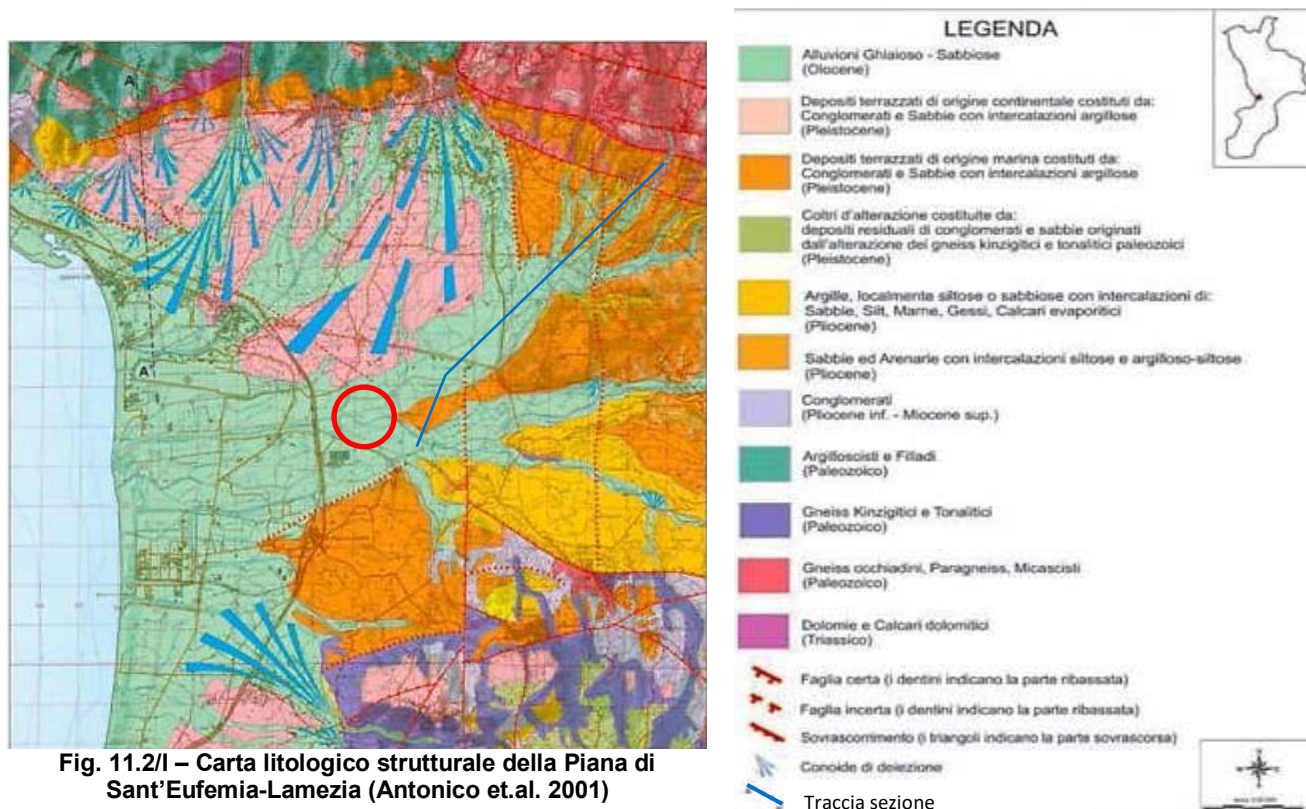 A
A'
Fig. 11.2/I – Carta litologico strutturale della Piana di
Sant'Eufemia-Lamezia (Antonico et.al. 2001)
LEGENDA
Alluvioni Ghiaioso - Sabbiose
(Olocene)
Depositi terrazzati di origine continentale costituti da:
Conglomerati e Sabbie con intercalazioni argillose
(Pleistocene)
Depositi terrazzati di origine marina costituti da:
Conglomerati e Sabbie con intercalazioni argillose
(Pleistocene)
Coltri d'alterazione costituite da:
depositi residuali di conglomerati e sabbie originati
dall'alterazione dei gneiss kinzigitici e tonalitici paleozoici
(Pleistocene)
Argille, localmente siltose o sabbiose con intercalazioni di:
Sabbie, Silt, Marne, Gessi, Calcari evaporitici
(Pliocene)
Sabbie ed Arenarie con intercalazioni siltose e argilloso-siltose
(Pliocene)
Conglomerati
(Pliocene inf. - Miocene sup.)
Argilloscisti e Filladi
(Paleozoico)
Gneiss Kinzigitici e Tonalitici
(Paleozoico)
Gneiss occhiadini, Paragneiss, Micascisti
(Paleozoico)
Dolomie e Calcari dolomitici
(Triassico)
Faglia certa (i dentini indicano la parte ribassata)
Faglia incerta (i dentini indicano la parte ribassata)
Sovrascorrimento (i triangoli indicano la parte sovrascorsa)
Conoide di deiezione
Traccia sezione